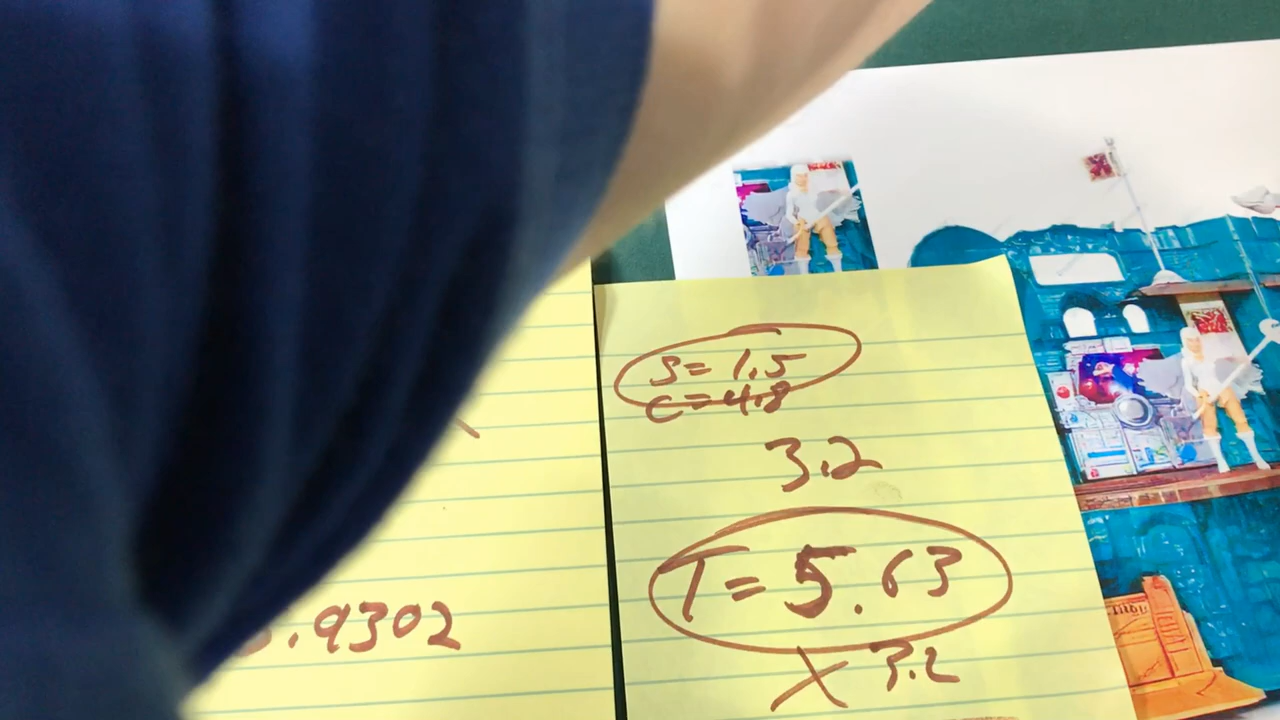 S= 1.5
C=4.8
3.2
T= 5.63
X 3.2
.9302